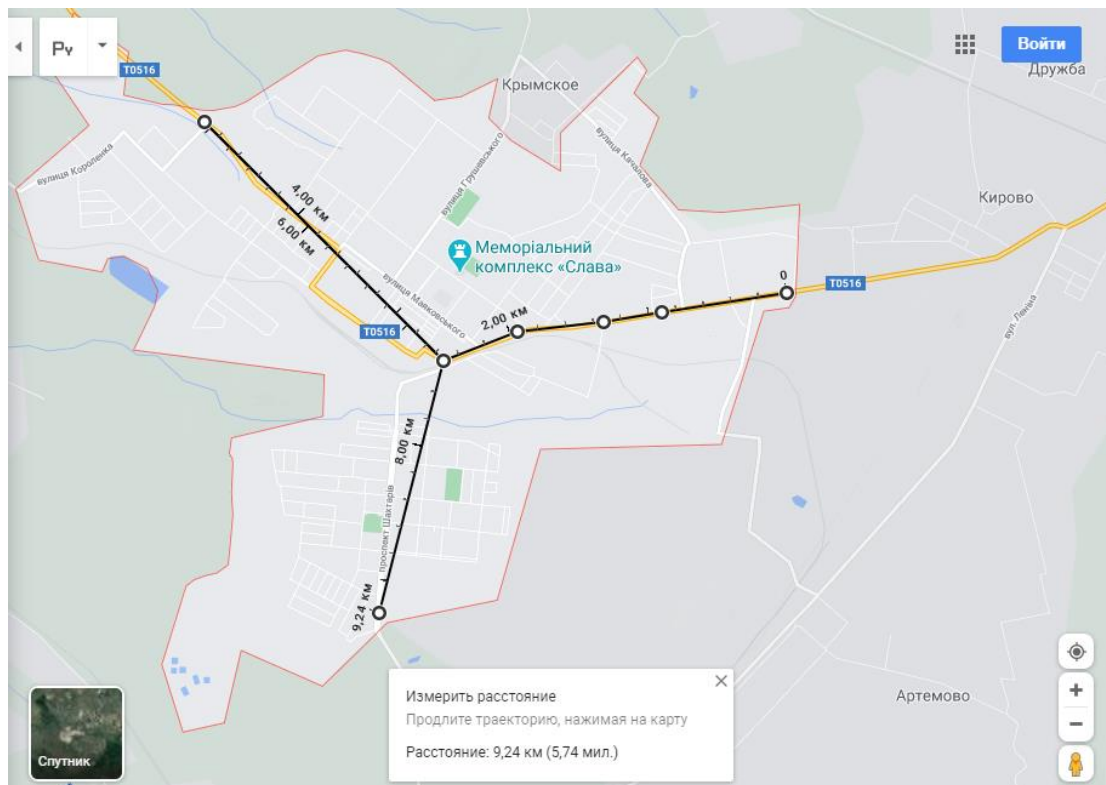 Ру
T0516
Войти
Дружба
Крымское
вулиця Короленка
вулиця Грушевського
вулиця Качалова
Кирово
4,00 км
6,00 км
Меморіальний
комплекс «Слава»
0
T0516
вулиця Маяковського
2,00 км
T0516
вул. Леніна
8,00 км
проспект Шахтарів
9,24 км
Измерить расстояние
Продлите траекторию, нажимая на карту
Расстояние: 9,24 км (5,74 мил.)
Артемово
Спутник